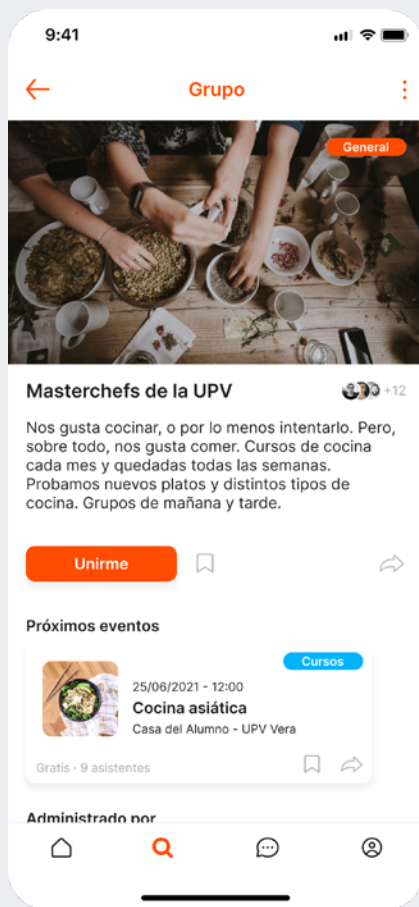 9:41
Grupo
General
Masterchefs de la UPV
+12
Nos gusta cocinar, o por lo menos intentarlo. Pero,
sobre todo, nos gusta comer. Cursos de cocina
cada mes y quedadas todas las semanas.
Probamos nuevos platos y distintos tipos de
cocina. Grupos de mañana y tarde.
Unirme
Próximos eventos
Cursos
25/06/2021 - 12:00
Cocina asiática
Casa del Alumno - UPV Vera
Gratis · 9 asistentes
Administrado por